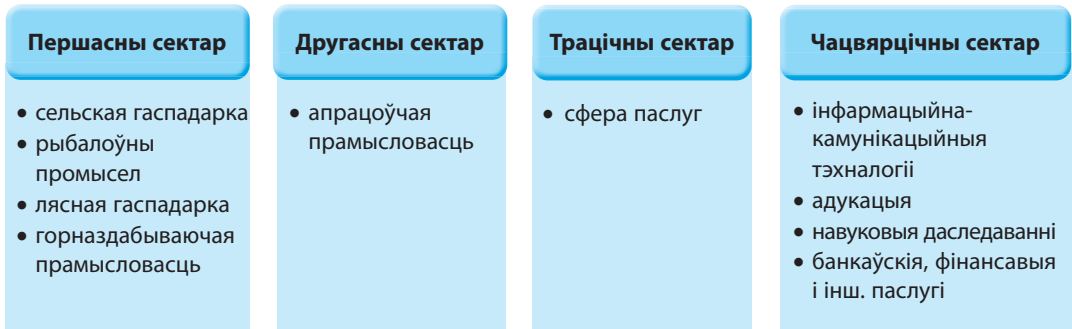 Першасны сектар
• сельская гаспадарка
• рыбалоўны
промысел
• лясная гаспадарка
• горназдабываючая
прамысловасць
Другасны сектар
• апрацоўчая
прамысловасць
Трацічны сектар
• сфера паслуг
Чацвярцічны сектар
• інфармацыйна-
камунікацыйныя
тэхналогіі
• адукацыя
• навуковыя даследаванні
• банкаўскія, фінансавыя
і інш. паслугі